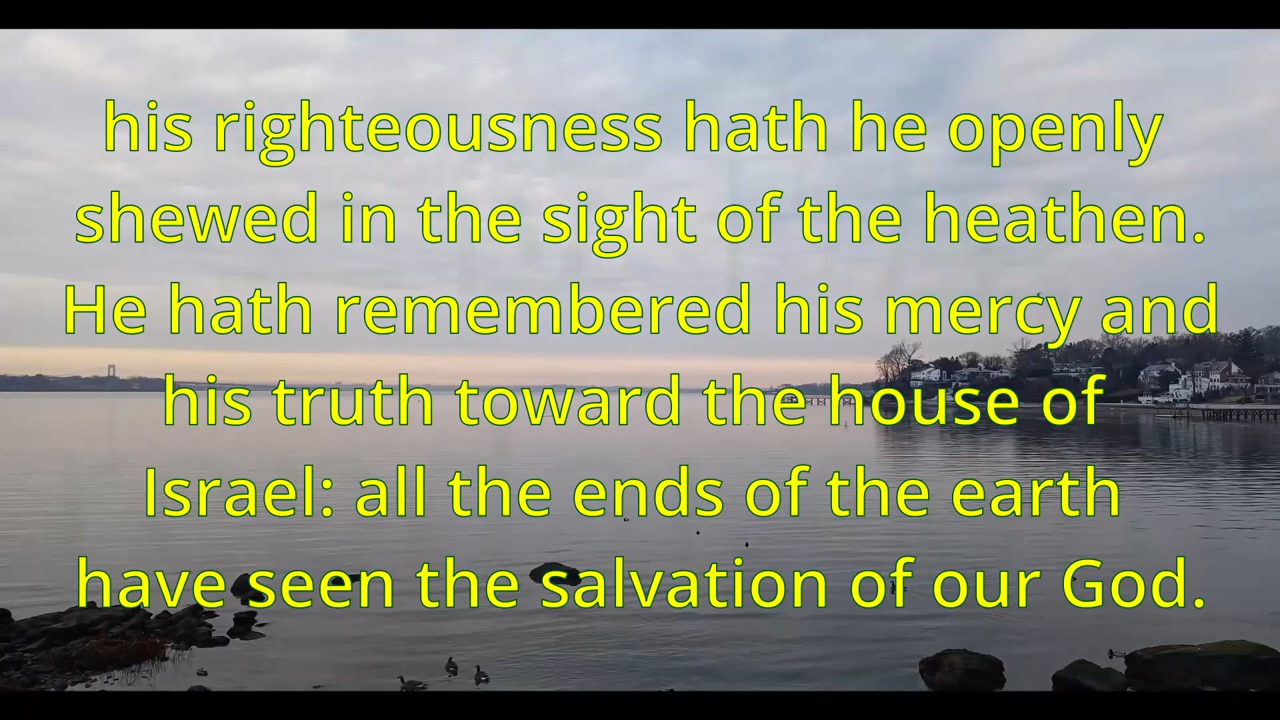 his righteousness hath he openly
shewed in the sight of the heathen.
He hath remembered his mercy and
his truth toward the house of
Israel: all the ends of the earth
have seen the salvation of our God.